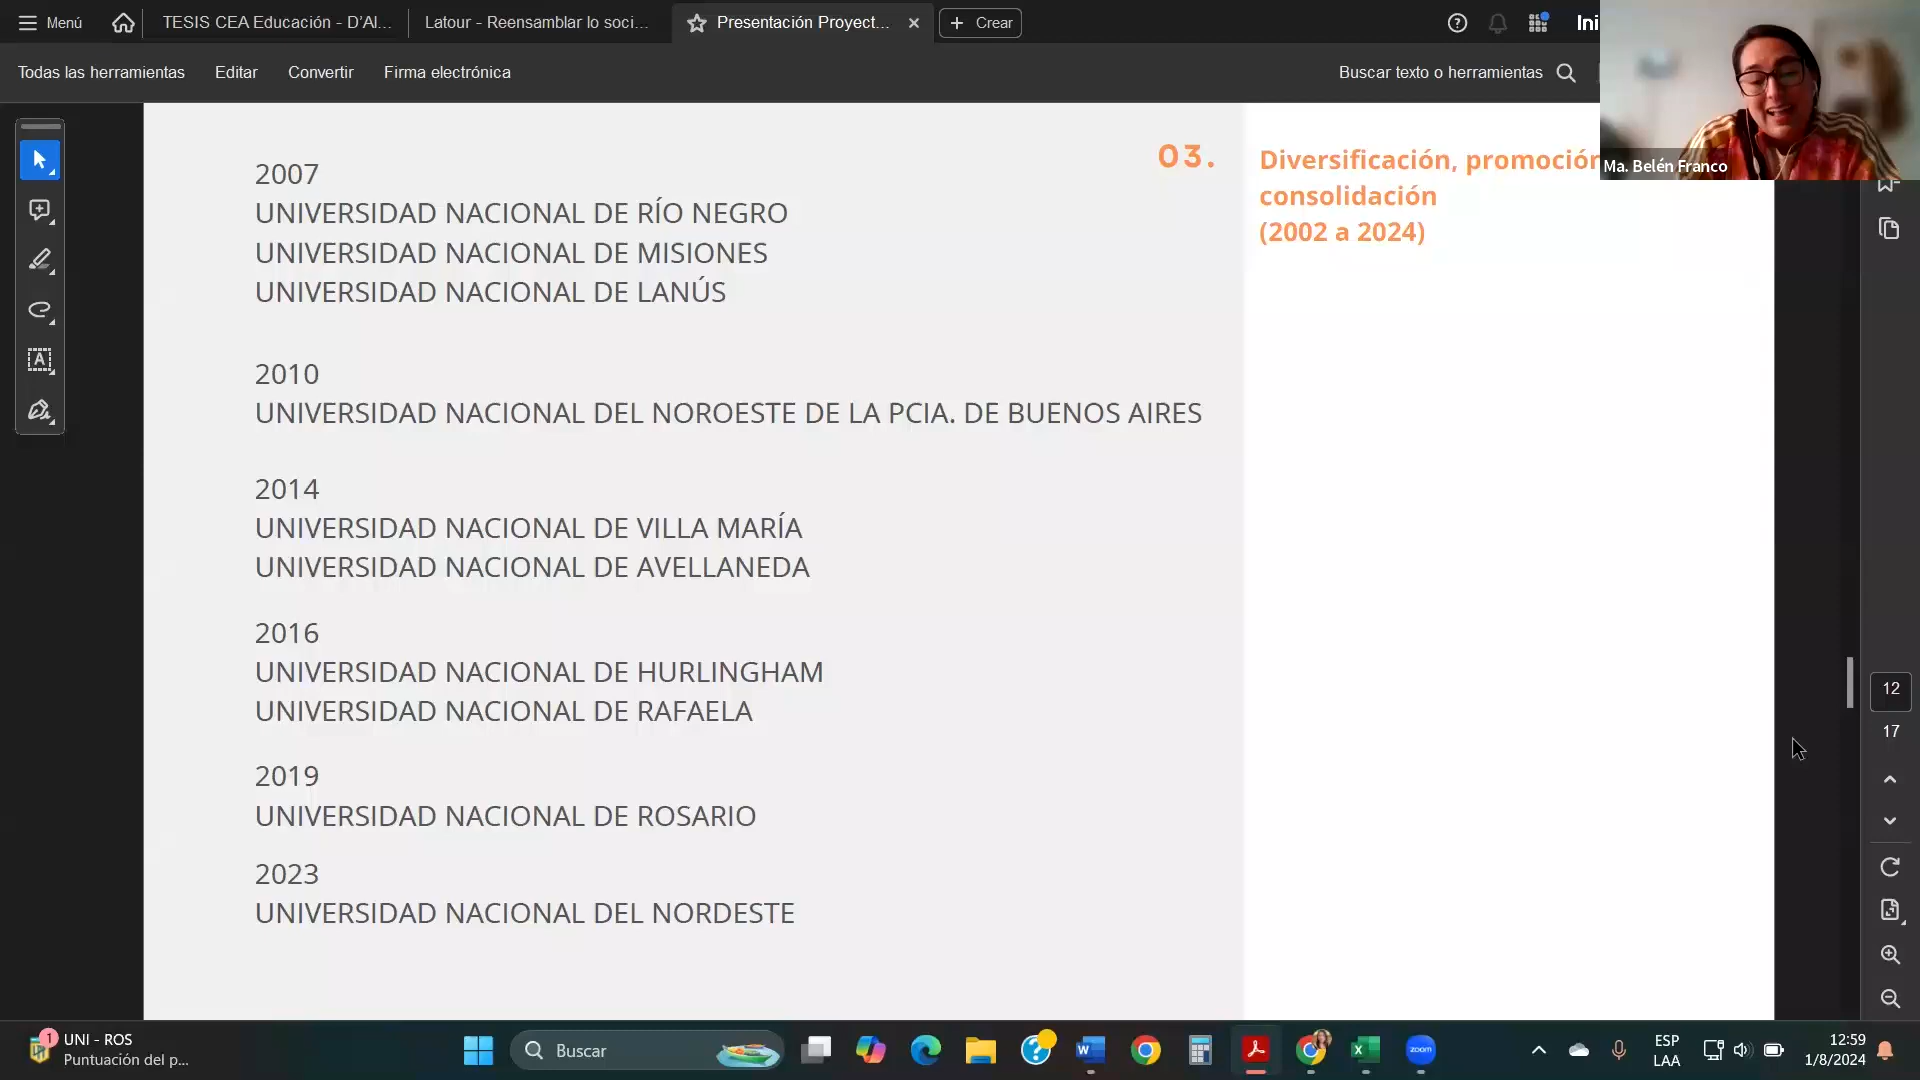 Menú
TESIS CEA Educación - D'Al...
Latour - Reensamblar lo soci...
Presentación Proyect...
Crear
Ini
Todas las herramientas
Editar
Convertir
Firma electrónica
Buscar texto o herramientas
Ma. Belén Franco
03.
Diversificación, promoción
consolidación
(2002 a 2024)
2007
UNIVERSIDAD NACIONAL DE RÍO NEGRO
UNIVERSIDAD NACIONAL DE MISIONES
UNIVERSIDAD NACIONAL DE LANÚS
2010
UNIVERSIDAD NACIONAL DEL NOROESTE DE LA PCIA. DE BUENOS AIRES
2014
UNIVERSIDAD NACIONAL DE VILLA MARÍA
UNIVERSIDAD NACIONAL DE AVELLANEDA
2016
UNIVERSIDAD NACIONAL DE HURLINGHAM
UNIVERSIDAD NACIONAL DE RAFAELA
2019
UNIVERSIDAD NACIONAL DE ROSARIO
2023
UNIVERSIDAD NACIONAL DEL NORDESTE
12
17
1
UNI - ROS
Puntuación del p...
Buscar
zoom
ESP
LAA
12:59
1/8/2024